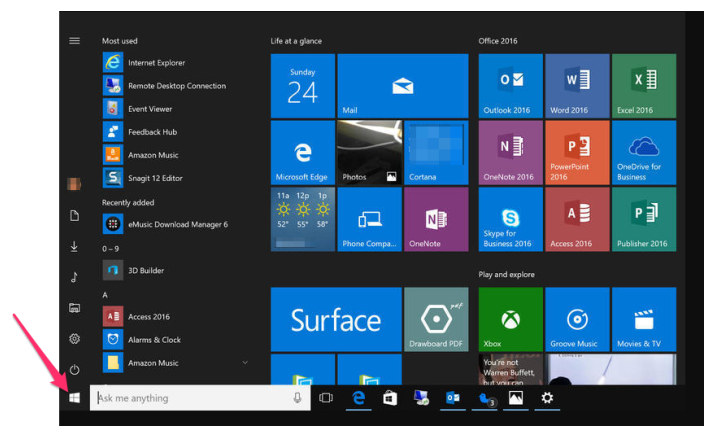 Most used
Internet Explorer
Remote Desktop Connection
Event Viewer
Feedback Hub
Amazon Music
Snagit 12 Editor
Recently added
eMusic Download Manager 6
0 – 9
3D Builder
A
Access 2016
Alarms & Clock
Amazon Music
Life at a glance
Sunday
24
Mail
Microsoft Edge
Photos
Cortana
11a 12p 1p
52° 55° 58°
Phone Compa...
OneNote
Surface
pdf
Drawboard PDF
Office 2016
Outlook 2016
Word 2016
Excel 2016
OneNote 2016
PowerPoint
2016
OneDrive for
Business
Skype for
Business 2016
Access 2016
Publisher 2016
Play and explore
Xbox
Groove Music
Movies & TV
You're not
Warren Buffett,
but you can
Ask me anything
3